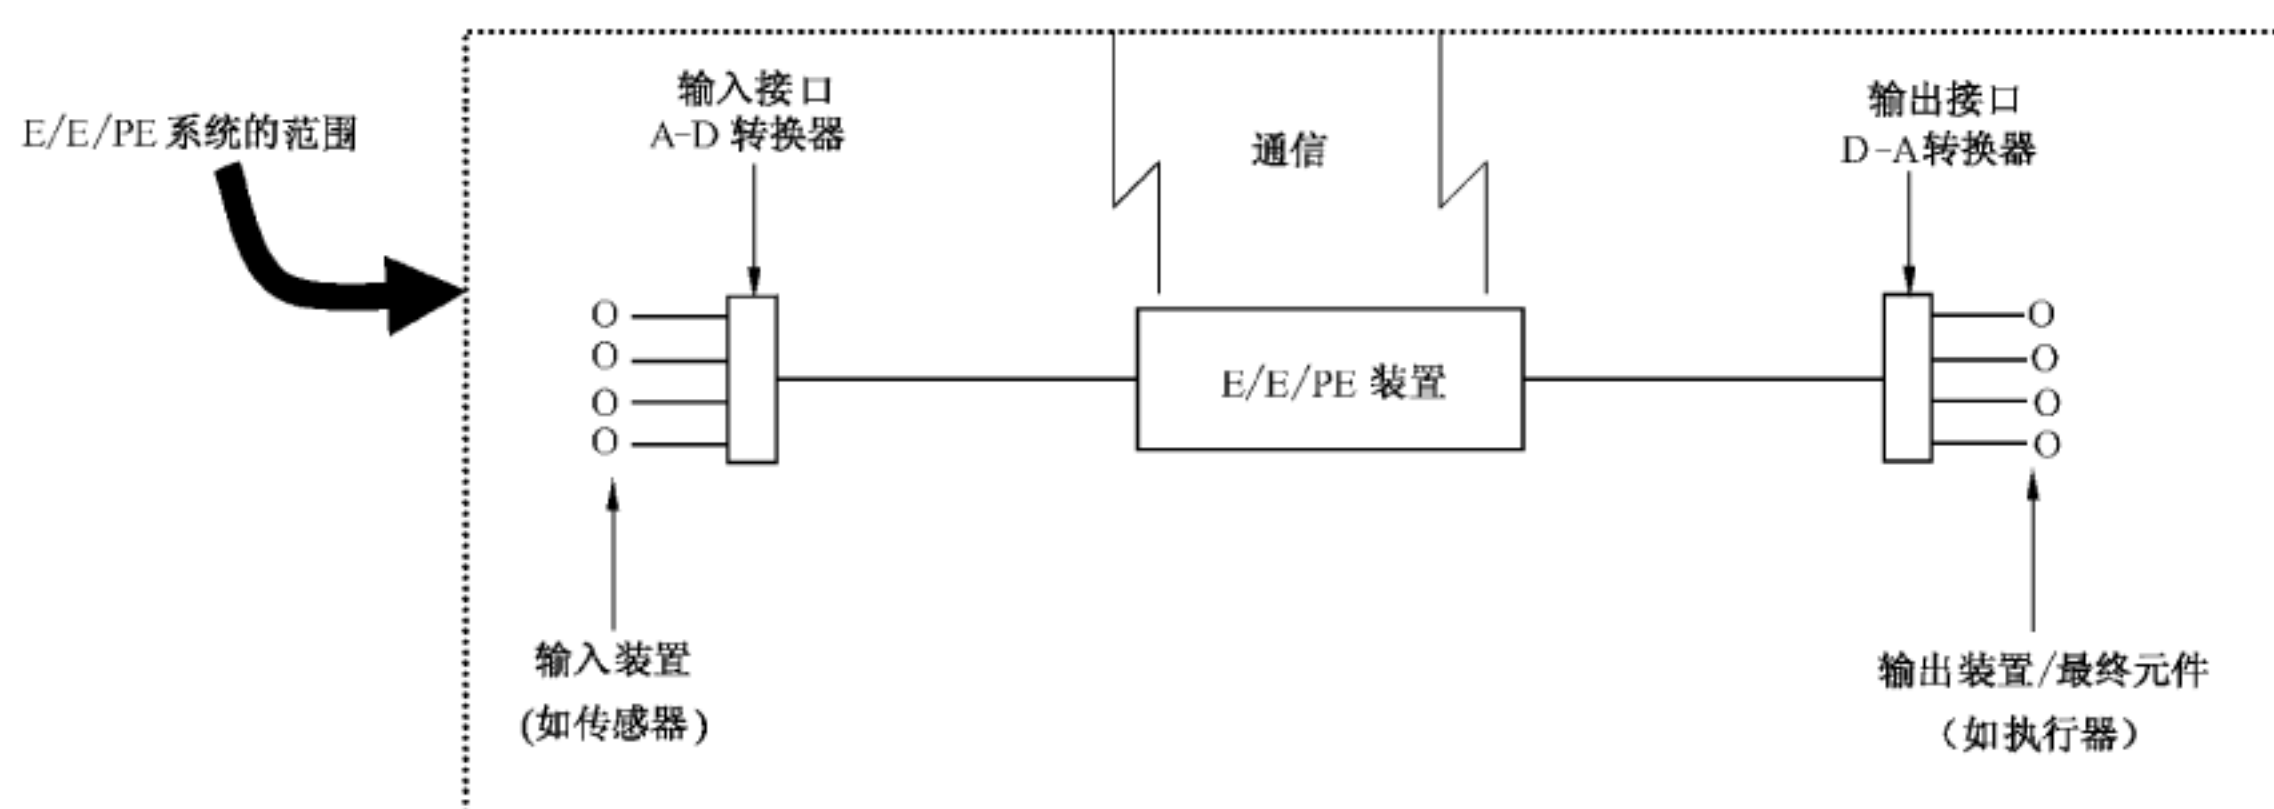 E/E/PE 系统的范围
输入接口
A-D 转换器
通信
输出接口
D-A转换器
O
O
O
O
E/E/PE 装置
O
O
O
O
输入装置
(如传感器)
输出装置/最终元件
（如执行器）